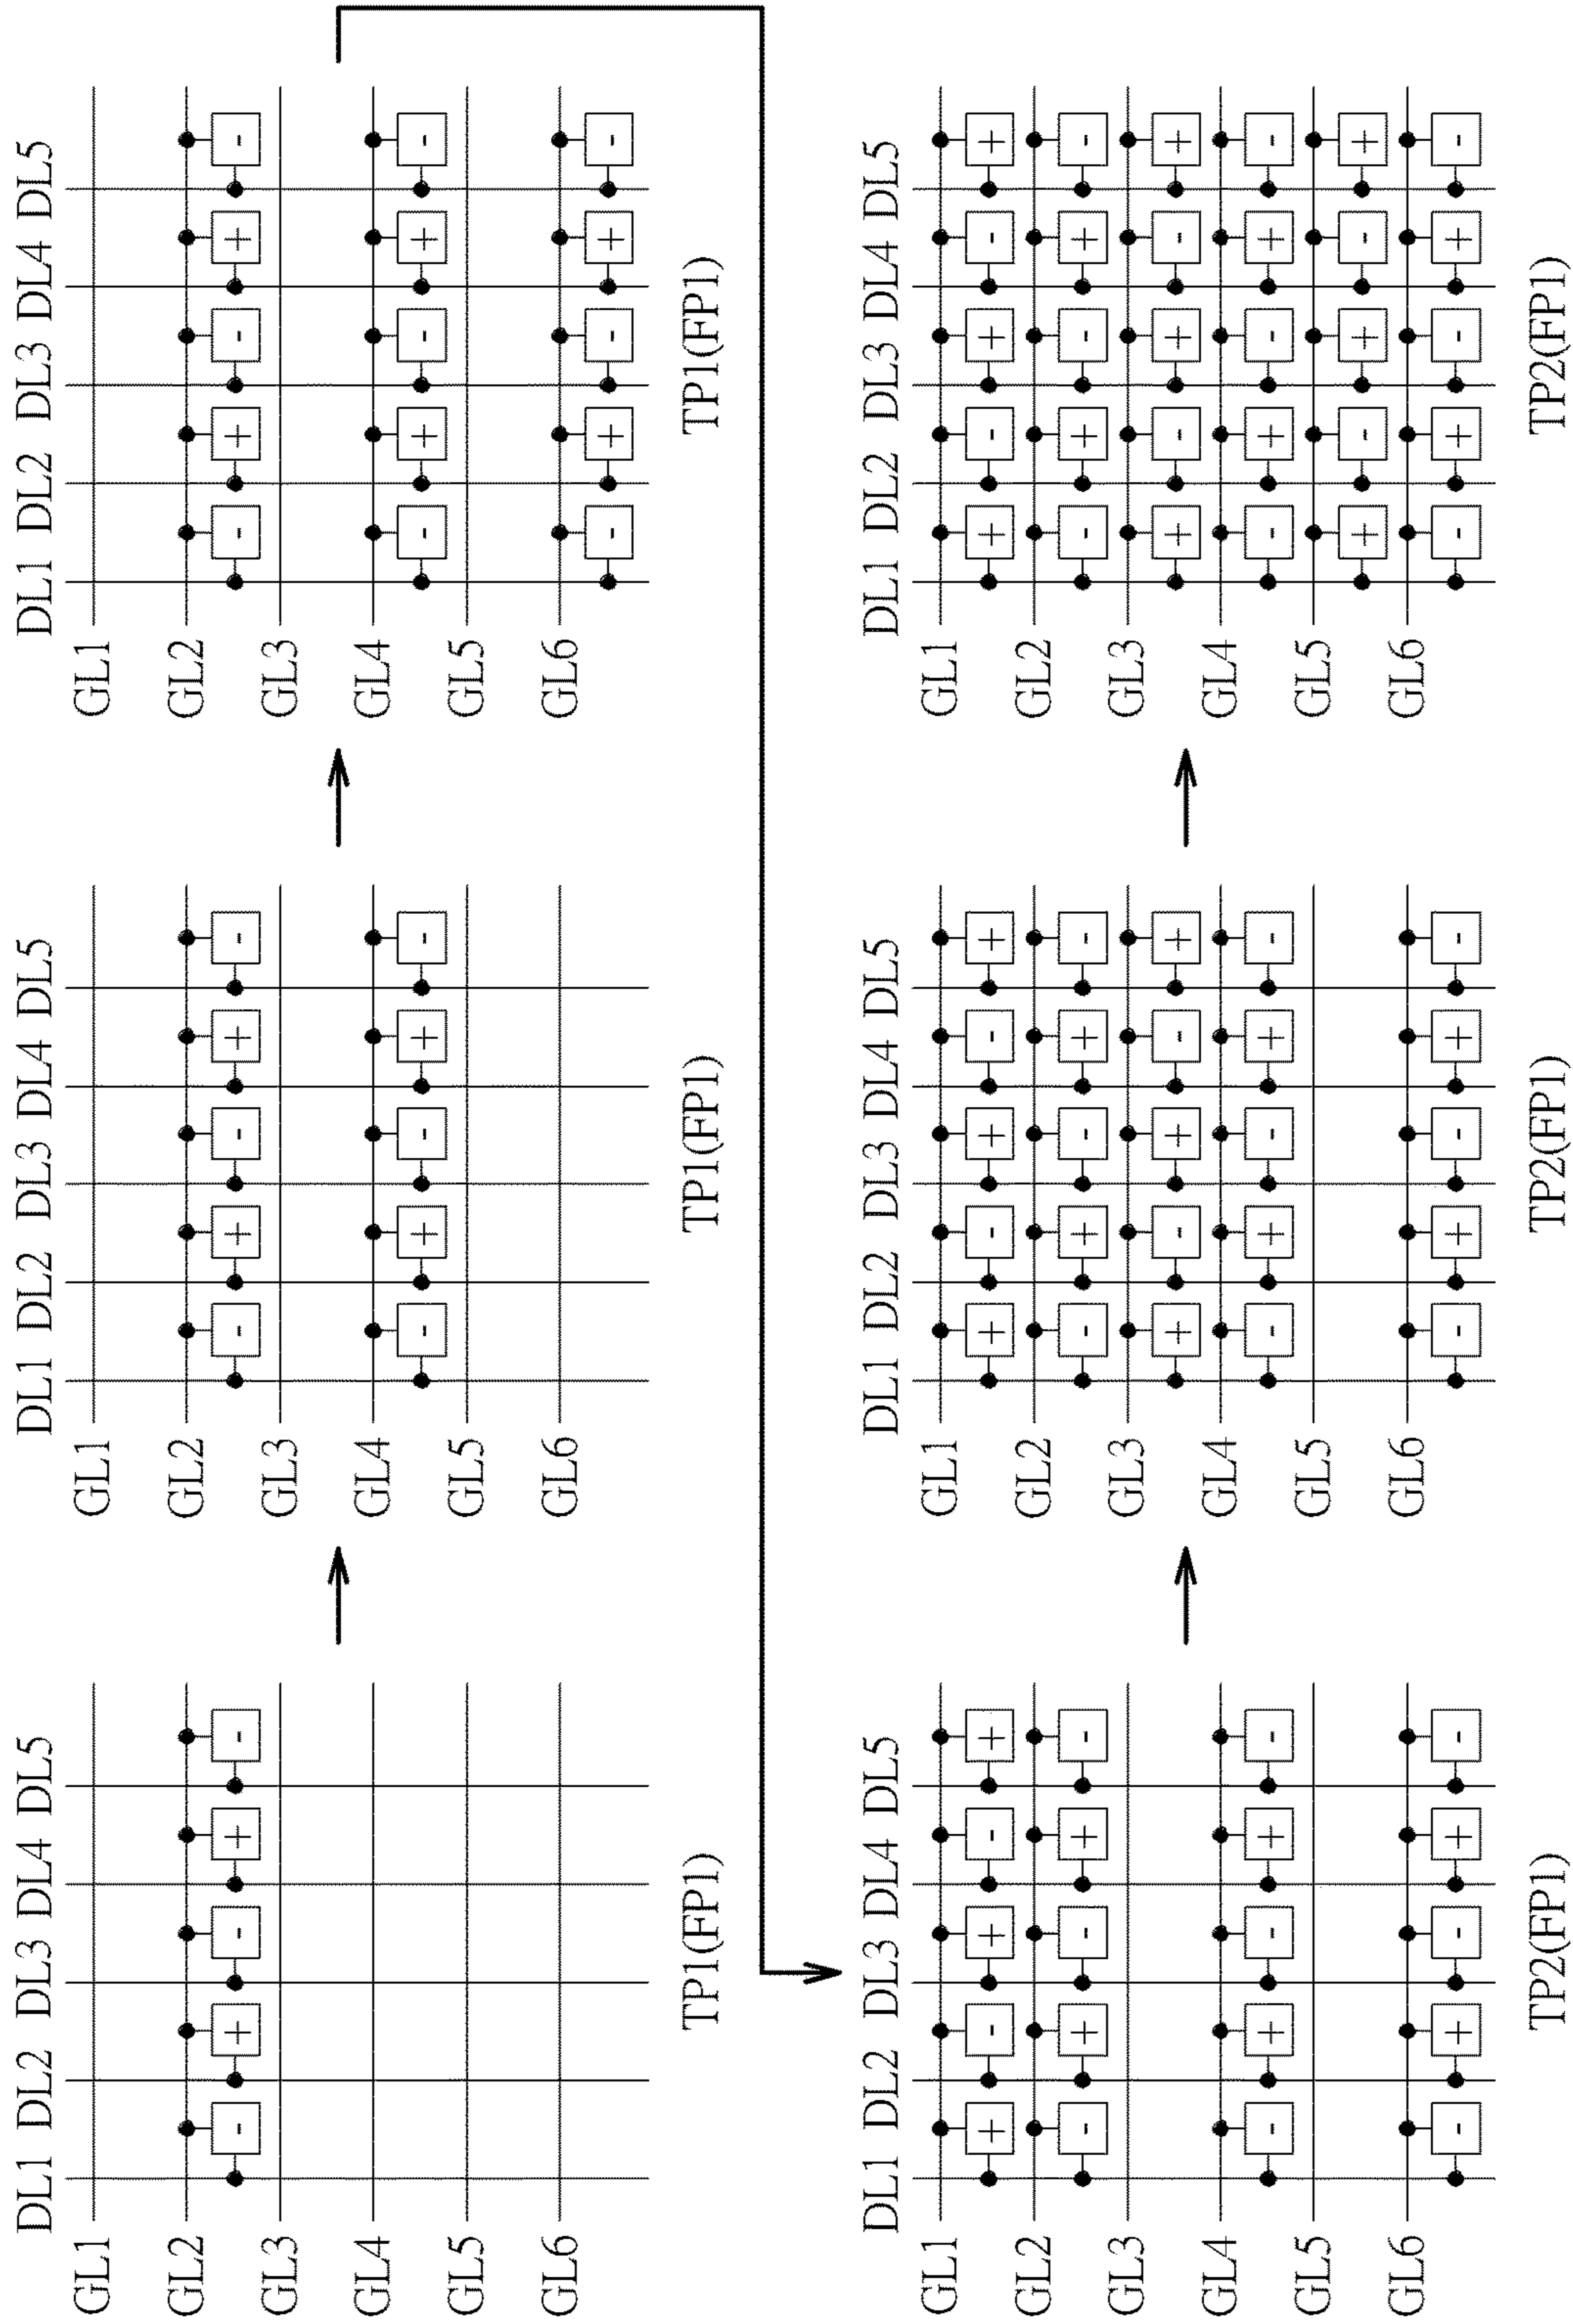 DL1 DL2 DL3 DL4 DL5
GL1
GL2
- + - + -
GL3
GL4
GL5
GL6
TP1(FP1)
DL1 DL2 DL3 DL4 DL5
GL1
GL2
- + - + -
GL3
GL4
- + - + -
GL5
GL6
TP1(FP1)
DL1 DL2 DL3 DL4 DL5
GL1
GL2
- + - + -
GL3
GL4
- + - + -
GL5
GL6
- + - + -
TP1(FP1)
DL1 DL2 DL3 DL4 DL5
GL1
+ - + - +
GL2
- + - + -
GL3
GL4
- + - + -
GL5
GL6
- + - + -
TP2(FP1)
DL1 DL2 DL3 DL4 DL5
GL1
+ - + - +
GL2
- + - + -
GL3
+ - + - +
GL4
- + - + -
GL5
GL6
- + - + -
TP2(FP1)
DL1 DL2 DL3 DL4 DL5
GL1
+ - + - +
GL2
- + - + -
GL3
+ - + - +
GL4
- + - + -
GL5
+ - + - +
GL6
- + - + -
TP2(FP1)